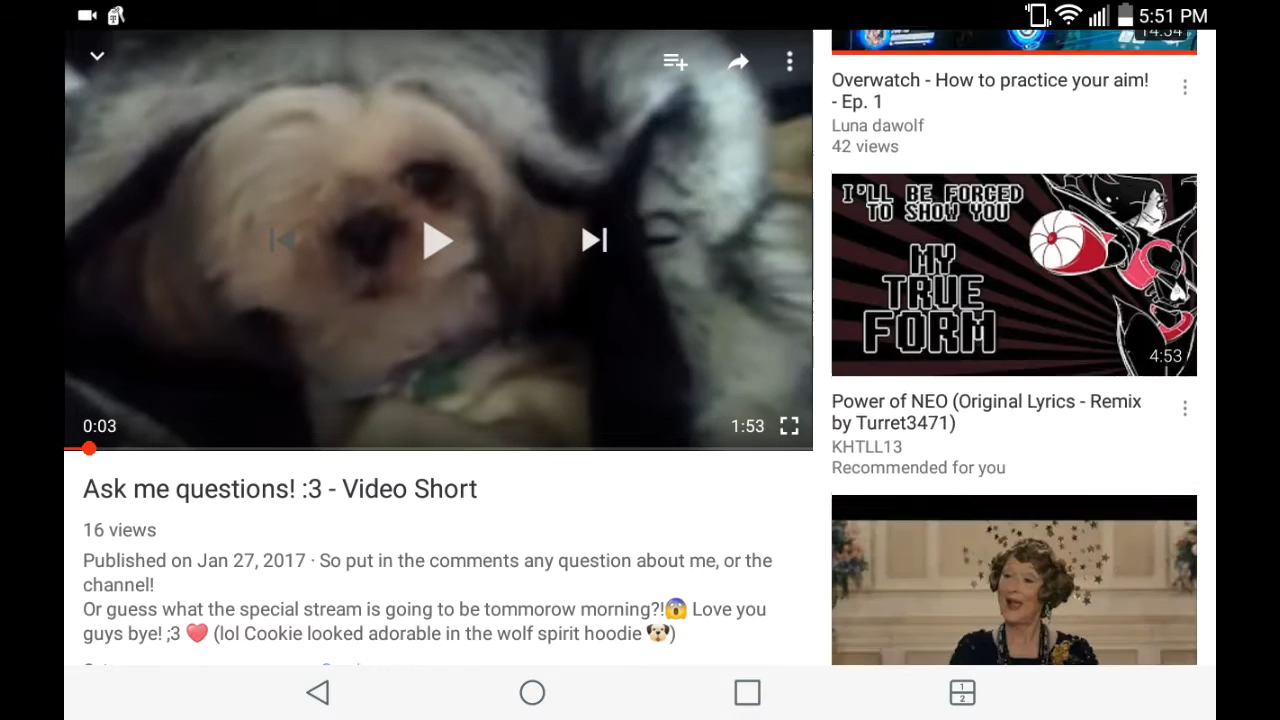 5:51 PM
14:34
Overwatch - How to practice your aim!
- Ep. 1
Luna dawolf
42 views
I'LL BE FORCED
TO SHOW YOU
MY
TRUE
FORM
4:53
Power of NEO (Original Lyrics - Remix
by Turret3471)
KHTLL13
Recommended for you
0:03
1:53
Ask me questions! :3 - Video Short
16 views
Published on Jan 27, 2017 · So put in the comments any question about me, or the
channel!
Or guess what the special stream is going to be tommorow morning?!😱 Love you
guys bye! ;3 ❤️ (lol Cookie looked adorable in the wolf spirit hoodie 🐶)
1
2